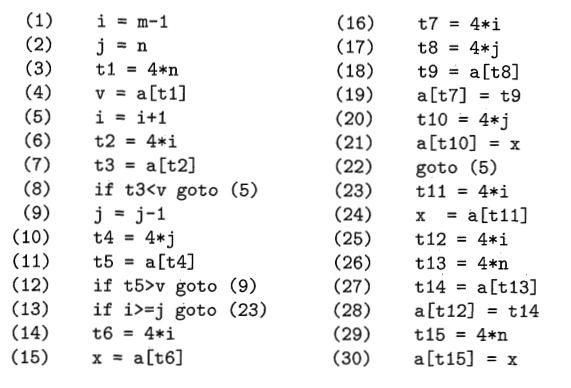 (1) i = m-1
(2) j = n
(3) t1 = 4*n
(4) v = a[t1]
(5) i = i+1
(6) t2 = 4*i
(7) t3 = a[t2]
(8) if t3<v goto (5)
(9) j = j-1
(10) t4 = 4*j
(11) t5 = a[t4]
(12) if t5>v goto (9)
(13) if i>=j goto (23)
(14) t6 = 4*i
(15) x = a[t6]
(16) t7 = 4*i
(17) t8 = 4*j
(18) t9 = a[t8]
(19) a[t7] = t9
(20) t10 = 4*j
(21) a[t10] = x
(22) goto (5)
(23) t11 = 4*i
(24) x = a[t11]
(25) t12 = 4*i
(26) t13 = 4*n
(27) t14 = a[t13]
(28) a[t12] = t14
(29) t15 = 4*n
(30) a[t15] = x